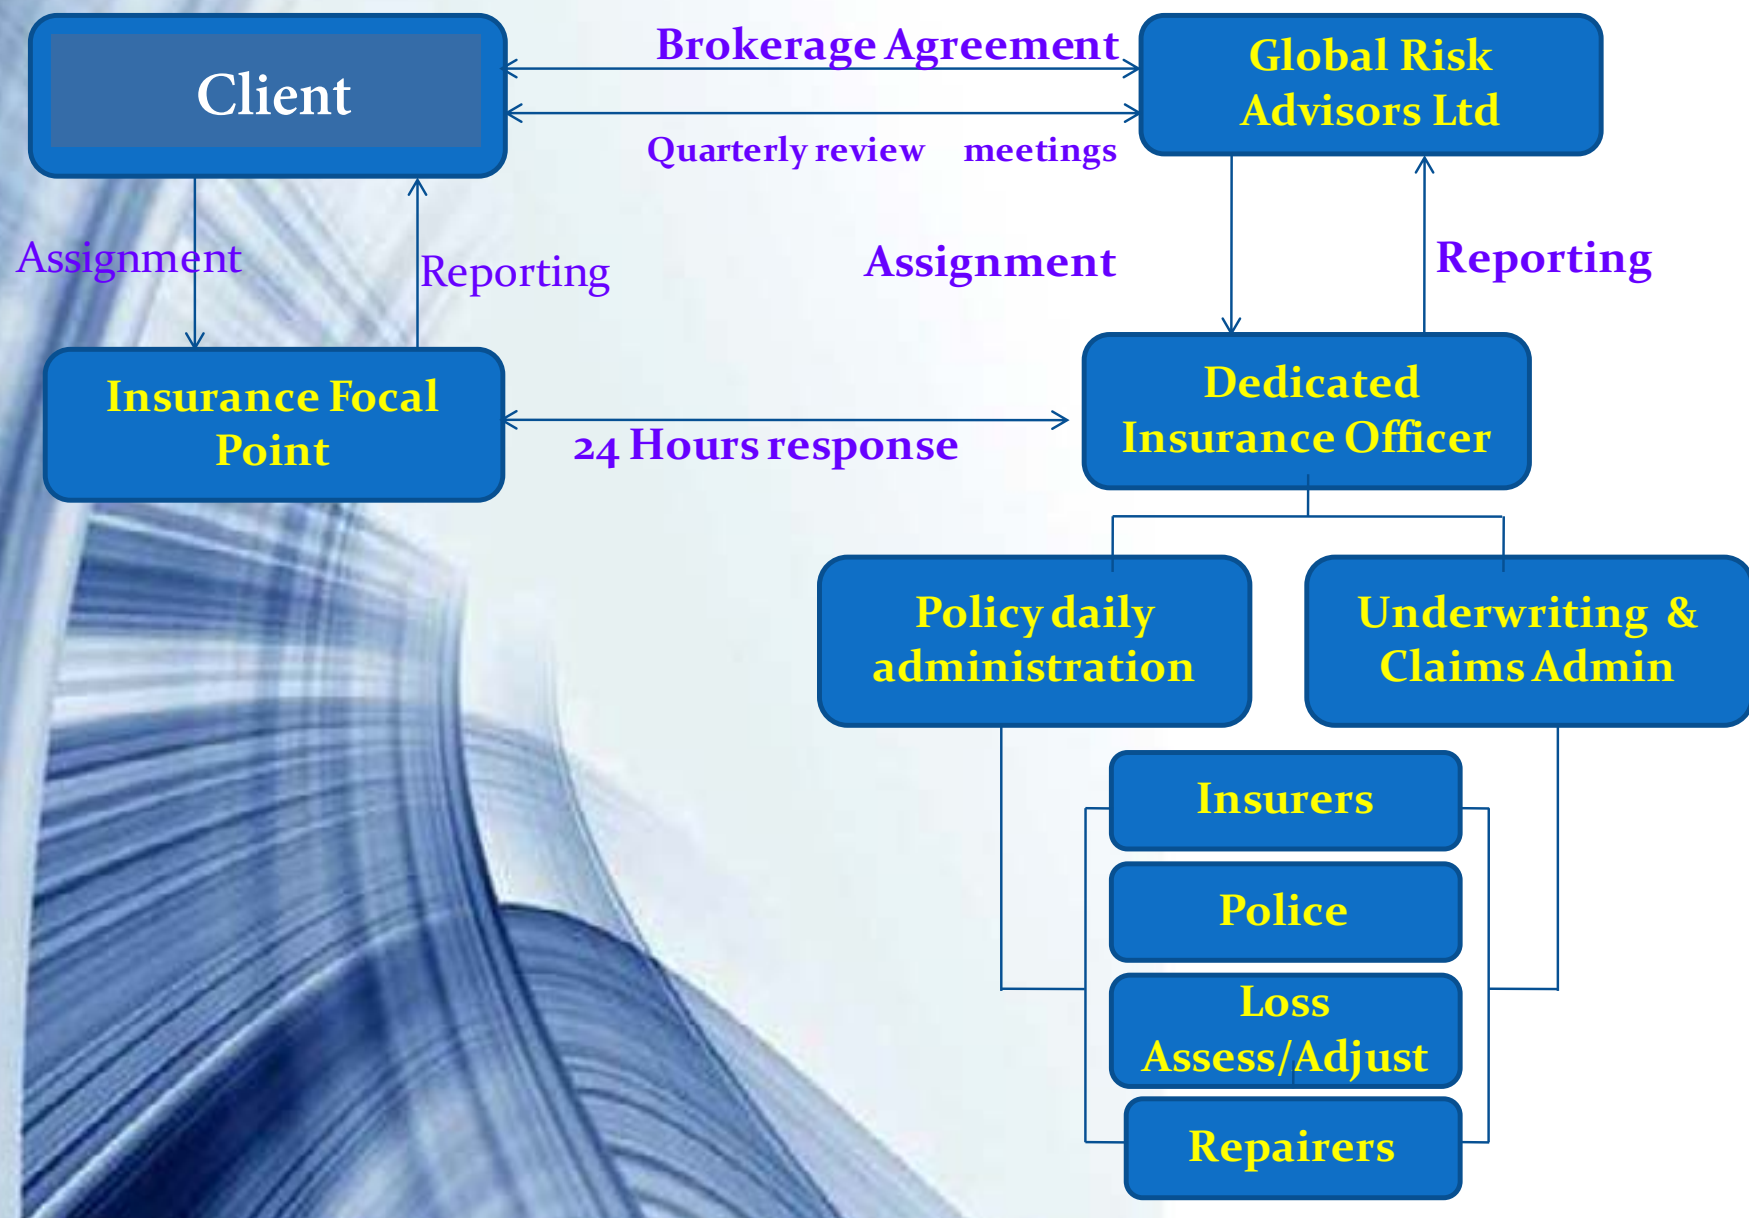 Client
Brokerage Agreement
Global Risk
Advisors Ltd
Quarterly review meetings
Assignment
Reporting
Assignment
Reporting
Insurance Focal
Point
24 Hours response
Dedicated
Insurance Officer
Policy daily
administration
Underwriting &
Claims Admin
Insurers
Police
Loss
Assess/Adjust
Repairers